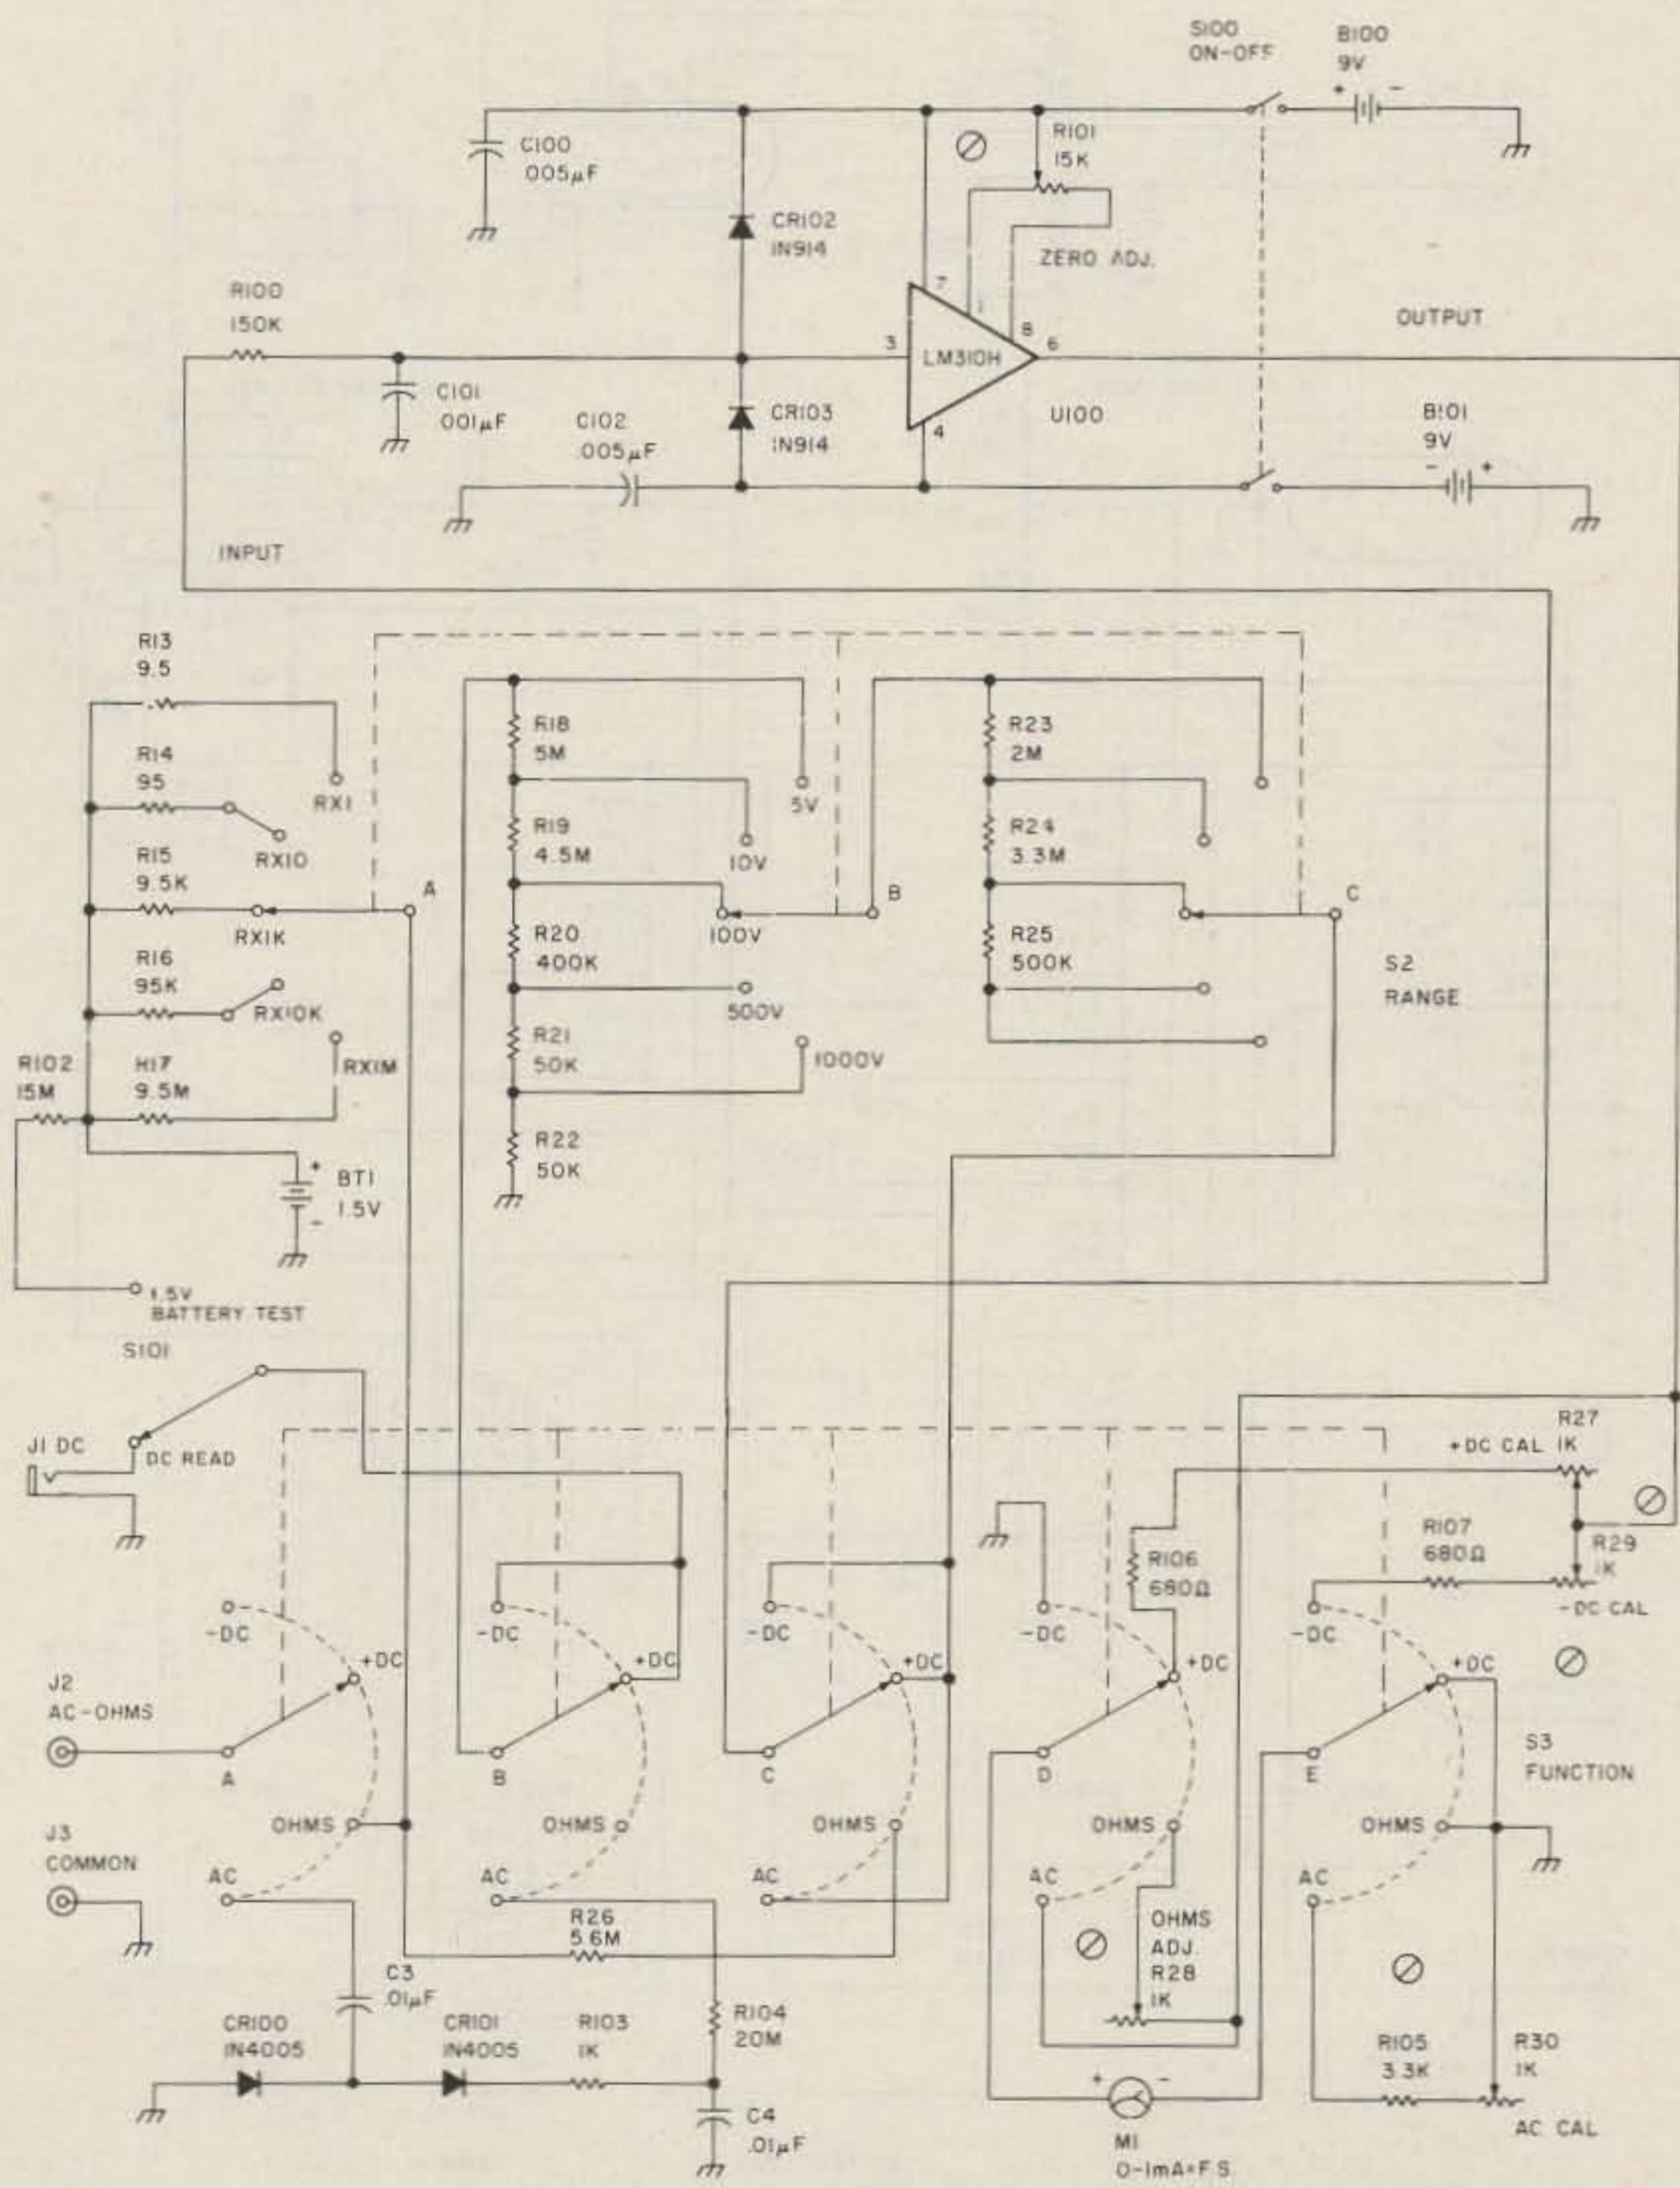 S100
ON-OFF
B100
9V
+
-
C100
.005µF
R101
15K
CR102
IN914
ZERO ADJ.
R100
150K
7
1
8
3
LM310H
6
OUTPUT
C101
.001µF
C102
.005µF
CR103
IN914
4
U100
B101
9V
-
+
INPUT
R13
9.5
R14
95
RX1
RX10
R15
9.5K
A
RX1K
R16
95K
RX10K
R102
15M
R17
9.5M
RX1M
+
BT1
1.5V
-
1.5V
BATTERY TEST
R18
5M
5V
R19
4.5M
10V
B
100V
R20
400K
500V
R21
50K
1000V
R22
50K
R23
2M
R24
3.3M
C
R25
500K
S2
RANGE
S101
J1 DC
DC READ
R27
+DC CAL 1K
R107
680Ω
R29
1K
-DC CAL
R106
680Ω
-DC
-DC
-DC
-DC
-DC
+DC
+DC
+DC
+DC
+DC
J2
AC-OHMS
A
B
C
D
E
S3
FUNCTION
OHMS
OHMS
OHMS
OHMS
OHMS
J3
COMMON
AC
AC
AC
AC
AC
R26
5.6M
OHMS
ADJ.
R28
1K
C3
.01µF
CR100
IN4005
CR101
IN4005
R103
1K
R104
20M
R105
3.3K
R30
1K
C4
.01µF
+
-
M1
0-1mA=F.S.
AC CAL